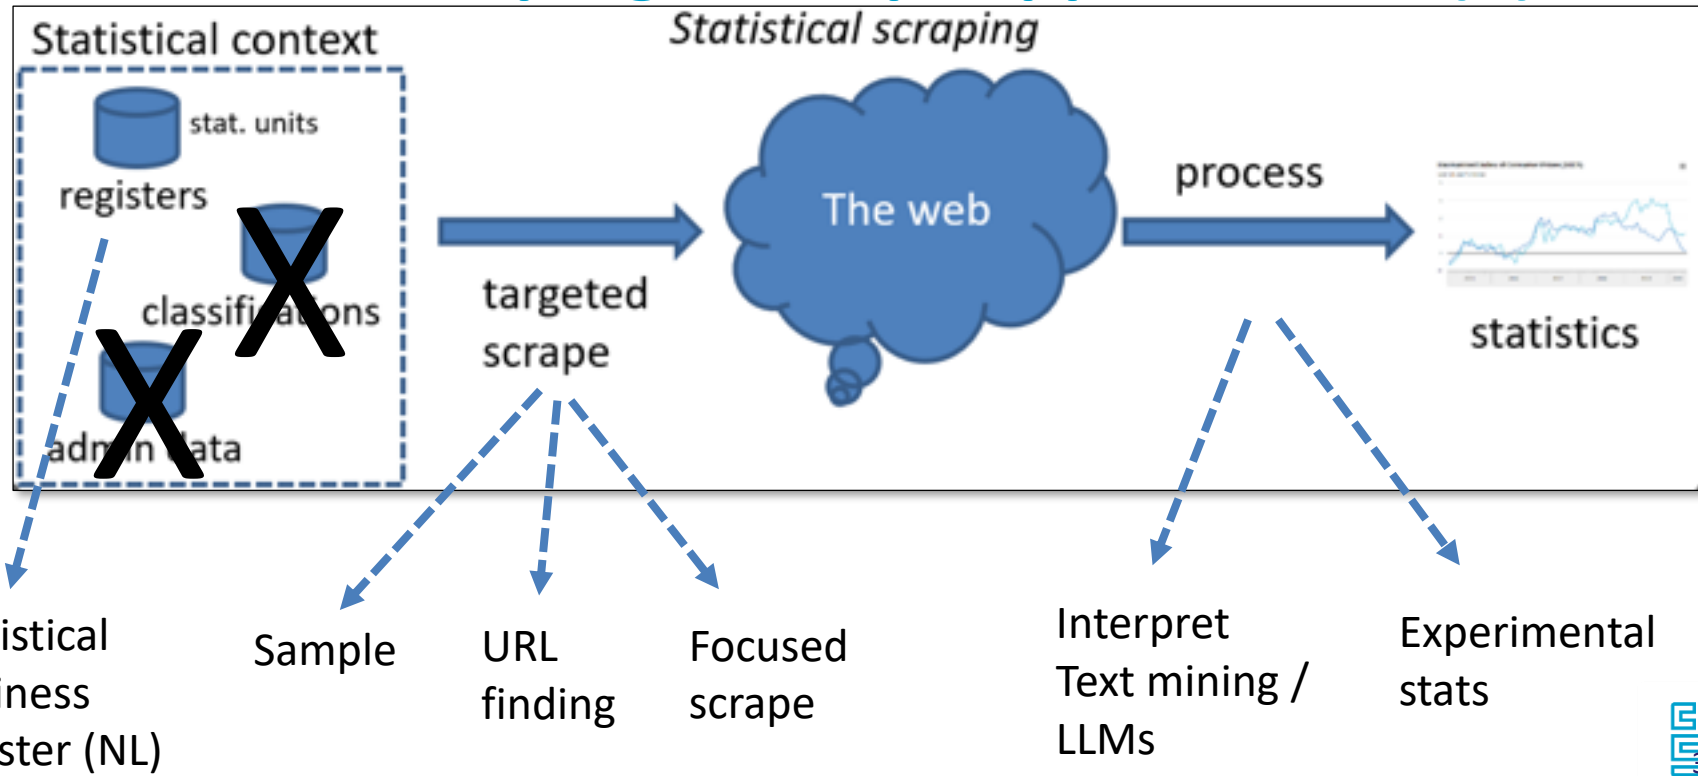 Statistical context
Statistical scraping
stat. units
registers
classifications
admin data
targeted
scrape
The web
process
statistics
istical
iness
ster (NL)
Sample
URL
finding
Focused
scrape
Interpret
Text mining /
LLMs
Experimental
stats